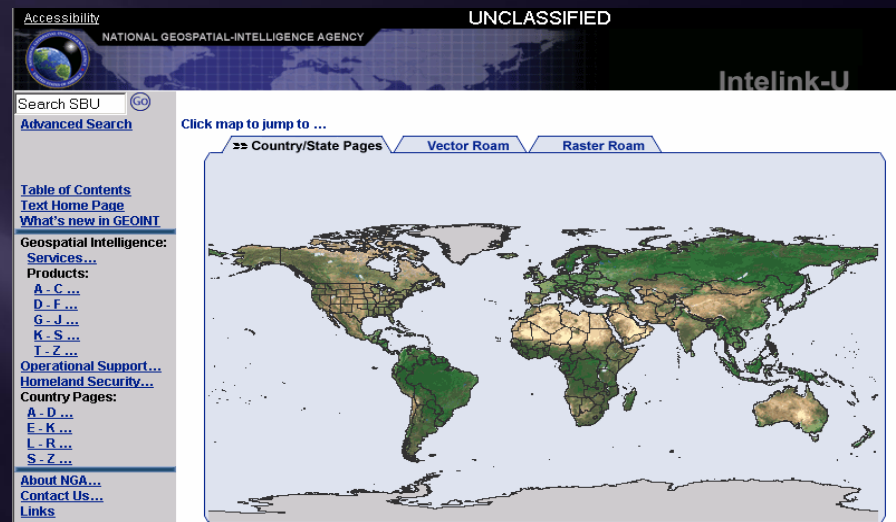 Accessibility
UNCLASSIFIED
NATIONAL GEOSPATIAL-INTELLIGENCE AGENCY
Intelink-U
Search SBU
GO
Advanced Search
Click map to jump to ...
Country/State Pages
Vector Roam
Raster Roam
Table of Contents
Text Home Page
What's new in GEOINT
Geospatial Intelligence:
Services...
Products:
A - C ...
D - F ...
G - J ...
K - S ...
T - Z ...
Operational Support...
Homeland Security...
Country Pages:
A - D ...
E - K ...
L - R ...
S - Z ...
About NGA...
Contact Us...
Links